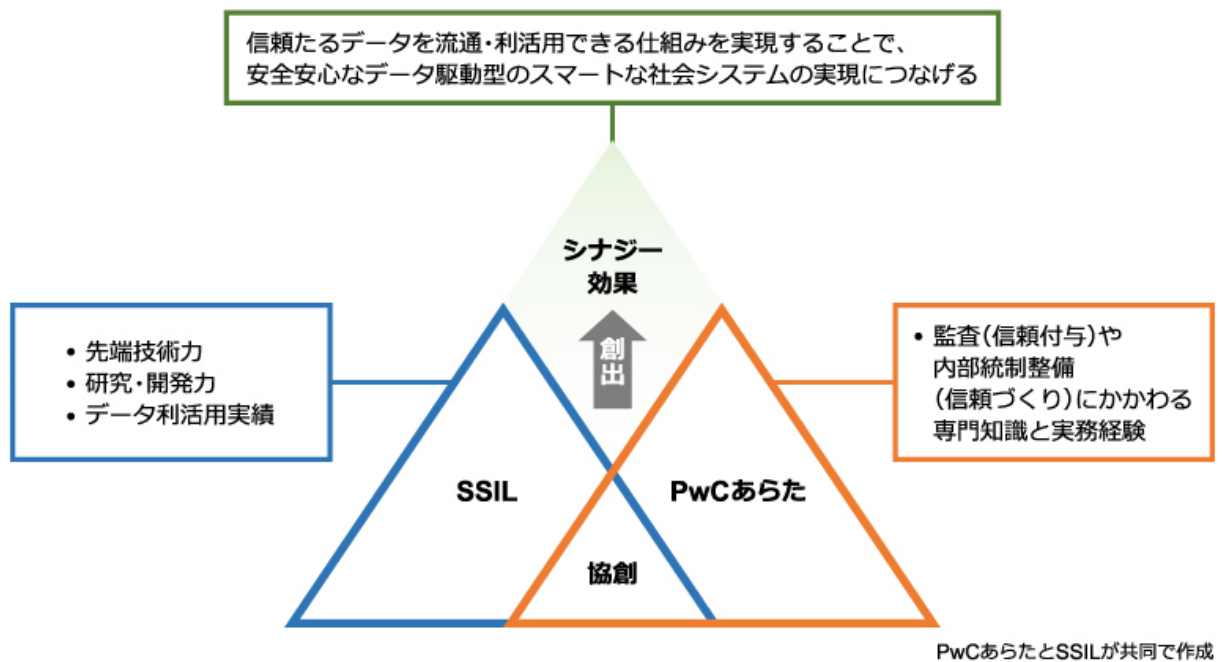 信頼たるデータを流通・利活用できる仕組みを実現することで、
安全安心なデータ駆動型のスマートな社会システムの実現につなげる
シナジー
効果
創出
• 先端技術力
• 研究・開発力
• データ利活用実績
• 監査（信頼付与）や
内部統制整備
（信頼づくり）にかかわる
専門知識と実務経験
SSIL
PwCあらた
協創
PwCあらたとSSILが共同で作成